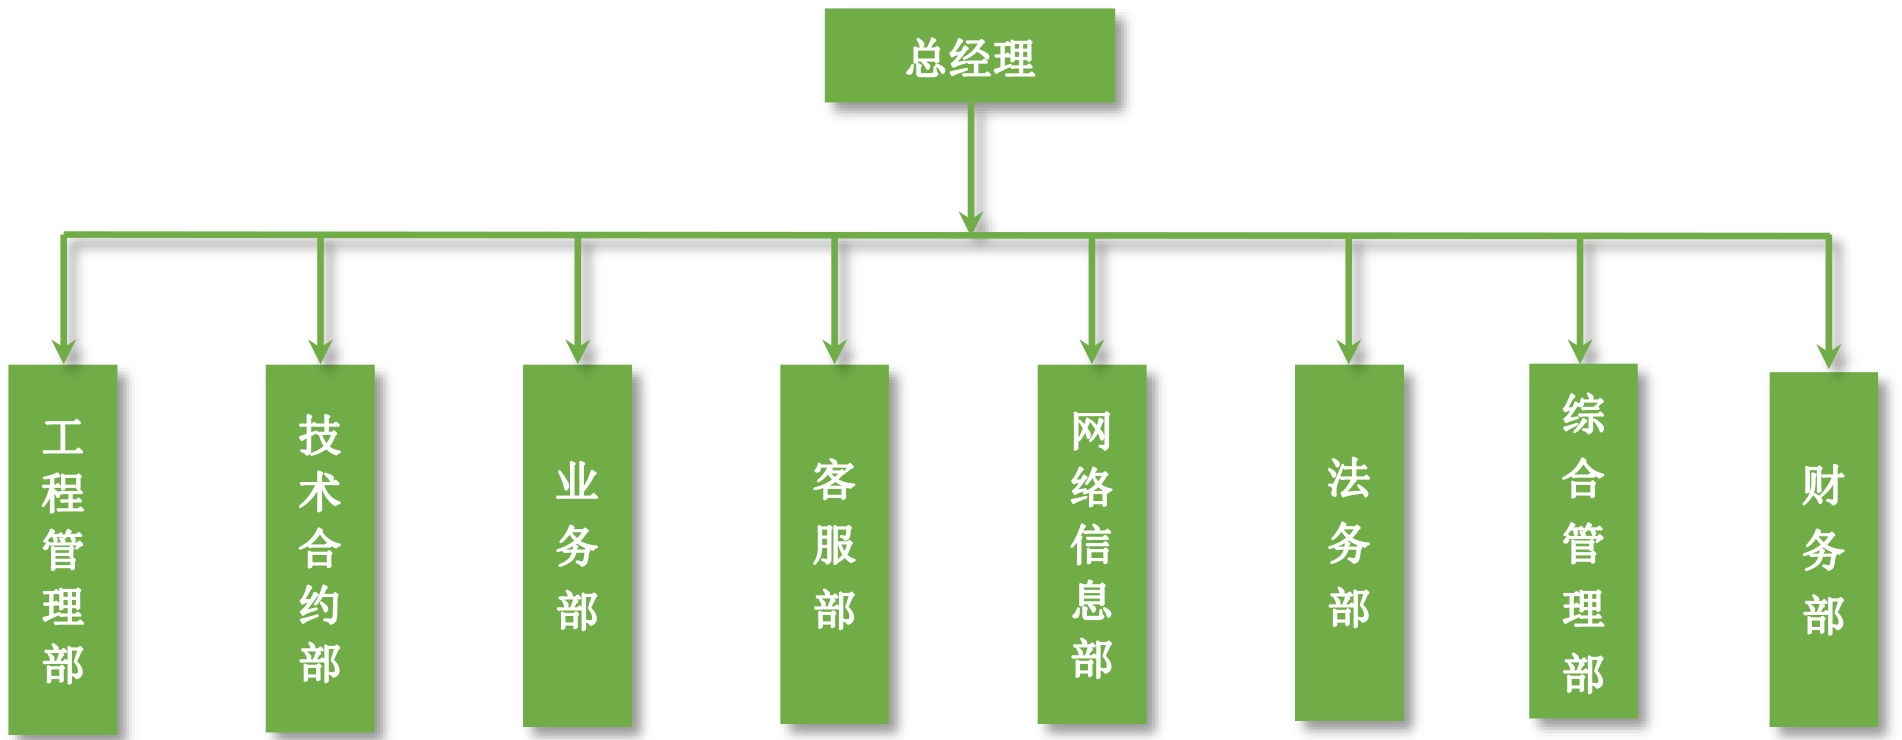 总经理
工程管理部
技术合约部
业务部
客服部
网络信息部
法务部
综合管理部
财务部